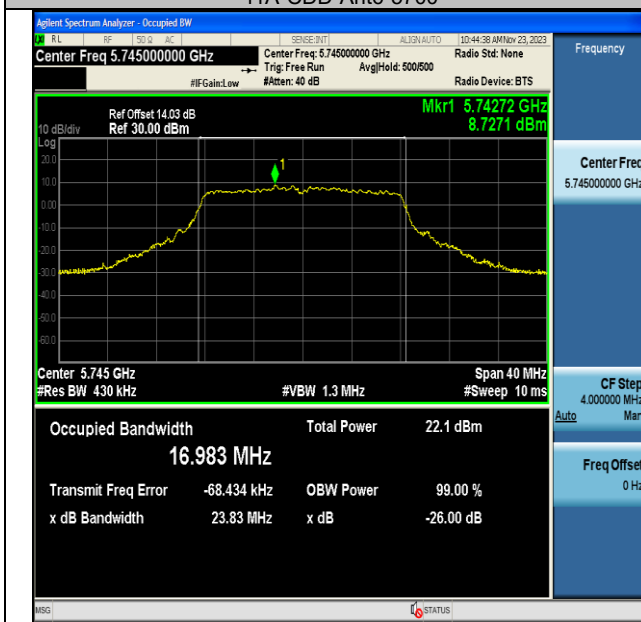 Agilent Spectrum Analyzer - Occupied BW
RL RF 50 Ω AC SENSE:INT ALIGN AUTO 10:44:38 AM Nov 23, 2023
Center Freq 5.745000000 GHz Center Freq: 5.745000000 GHz Radio Std: None Frequency
Trig: Free Run Avg|Hold: 500/500
#IFGain:Low #Atten: 40 dB Radio Device: BTS
Ref Offset 14.03 dB Mkr1 5.74272 GHz
10 dB/div Ref 30.00 dBm 8.7271 dBm
Log
20.0
1
10.0
0.00
-10.0
-20.0
-30.0
-40.0
-50.0
-60.0
Center Freq
5.745000000 GHz
Center 5.745 GHz Span 40 MHz
#Res BW 430 kHz #VBW 1.3 MHz #Sweep 10 ms
CF Step
4.000000 MHz
Auto Man
Occupied Bandwidth Total Power 22.1 dBm
16.983 MHz
Freq Offset
0 Hz
Transmit Freq Error -68.434 kHz OBW Power 99.00 %
x dB Bandwidth 23.83 MHz x dB -26.00 dB
MSG STATUS